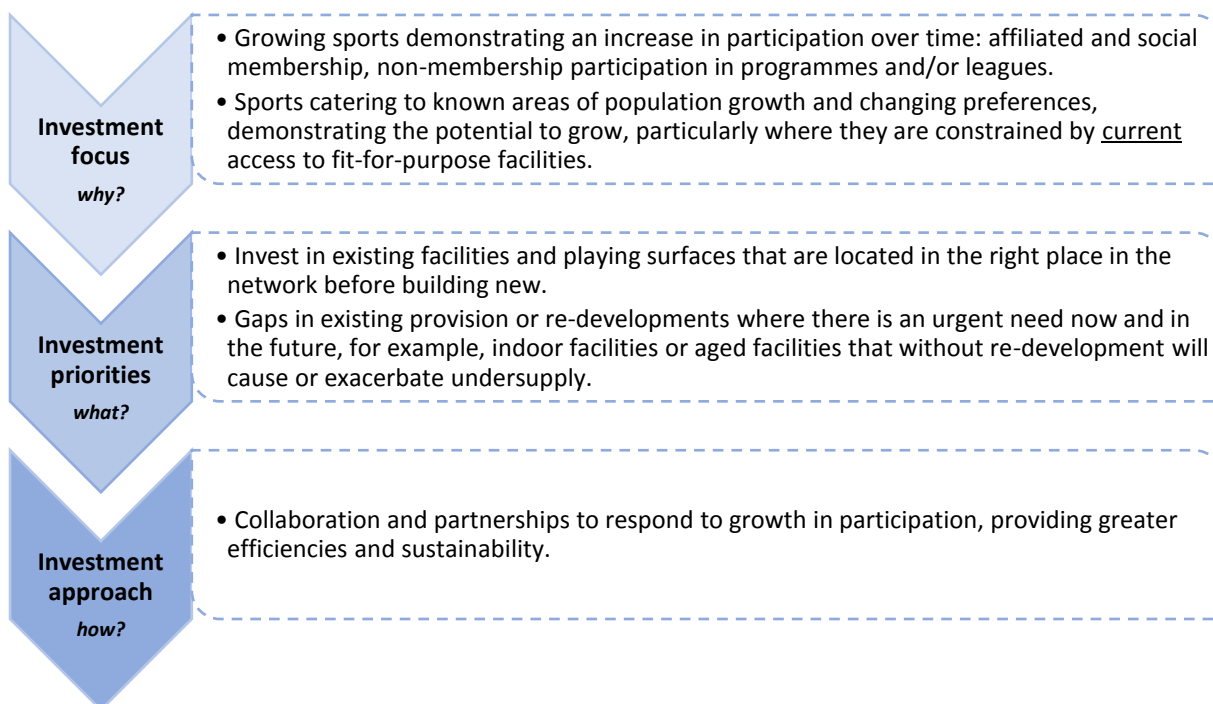 Investment
focus
why?
• Growing sports demonstrating an increase in participation over time: affiliated and social
membership, non-membership participation in programmes and/or leagues.
• Sports catering to known areas of population growth and changing preferences,
demonstrating the potential to grow, particularly where they are constrained by current
access to fit-for-purpose facilities.
Investment
priorities
what?
• Invest in existing facilities and playing surfaces that are located in the right place in the
network before building new.
• Gaps in existing provision or re-developments where there is an urgent need now and in
the future, for example, indoor facilities or aged facilities that without re-development will
cause or exacerbate undersupply.
Investment
approach
how?
• Collaboration and partnerships to respond to growth in participation, providing greater
efficiencies and sustainability.